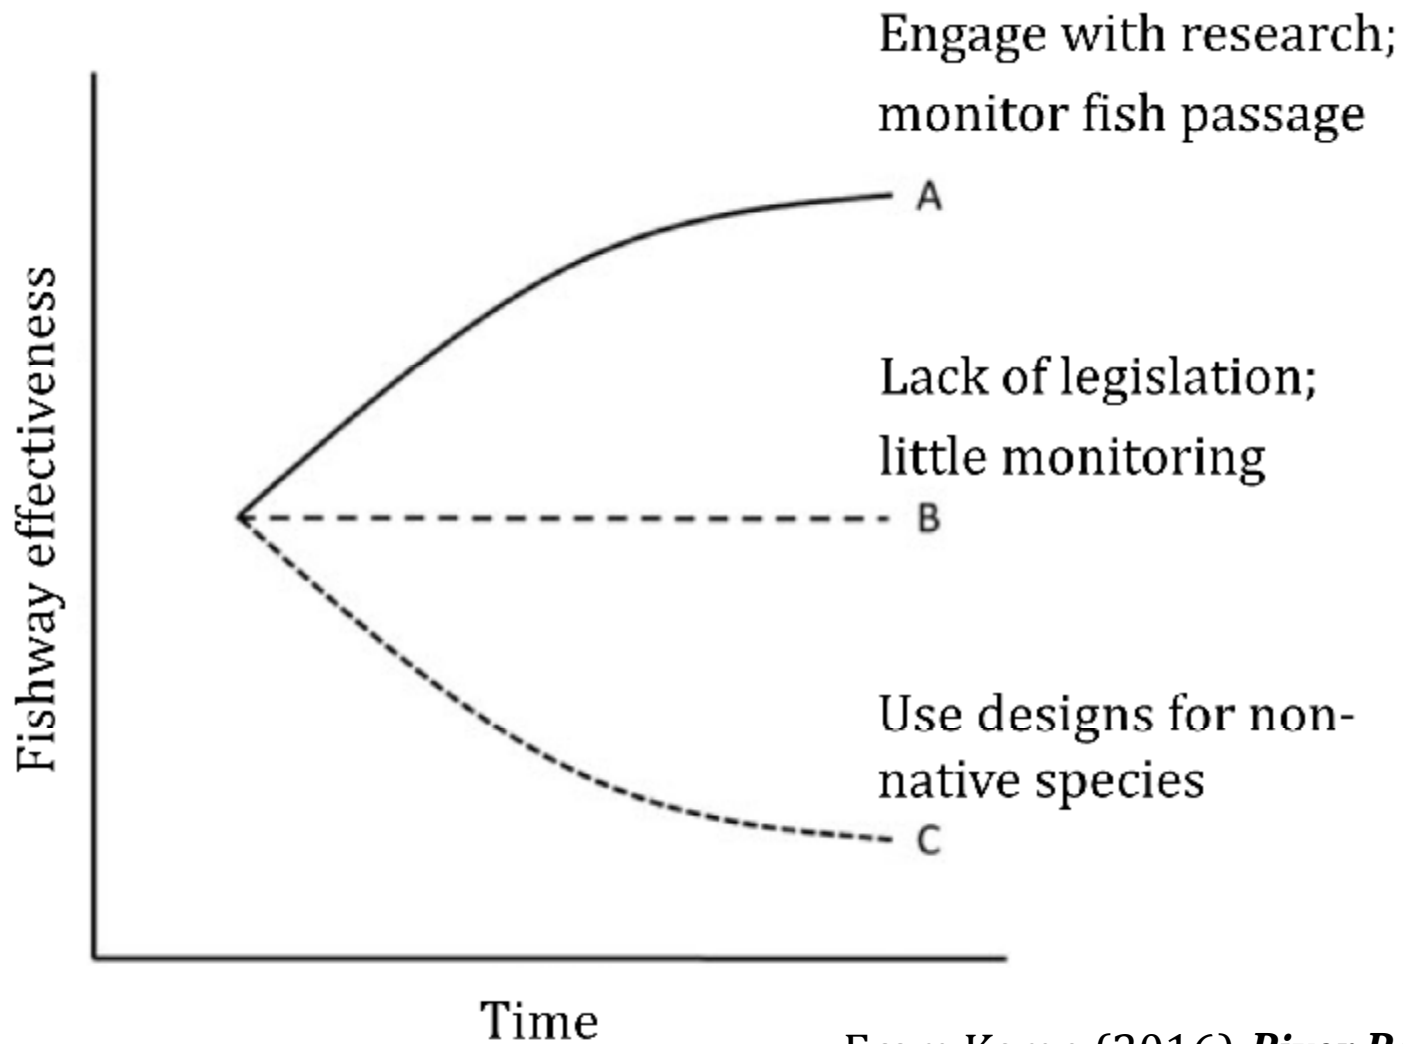 Engage with research;
monitor fish passage
A
Fishway effectiveness
Lack of legislation;
little monitoring
B
Use designs for non-
native species
C
Time
(2016)